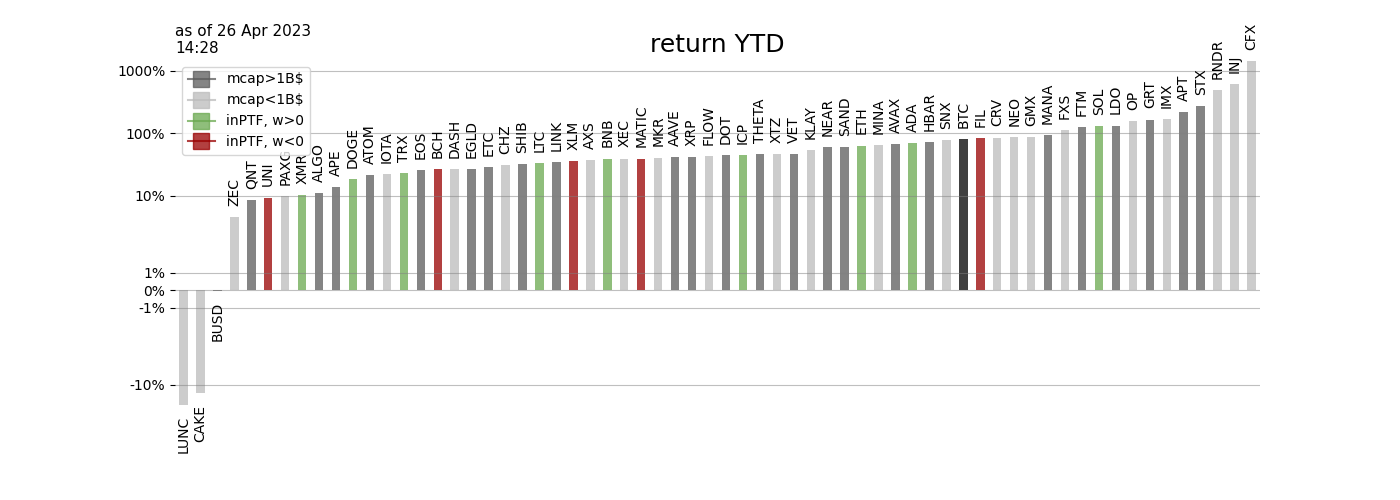 as of 26 Apr 2023
14:28
return YTD
1000%
100%
10%
1%
0%
-1%
-10%
mcap>1B$
mcap<1B$
inPTF, w>0
inPTF, w<0
LUNC
CAKE
BUSD
ZEC
QNT
UNI
PAXG
XMR
ALGO
APE
DOGE
ATOM
IOTA
TRX
EOS
BCH
DASH
EGLD
ETC
CHZ
SHIB
LTC
LINK
XLM
AXS
BNB
XEC
MATIC
MKR
AAVE
XRP
FLOW
DOT
ICP
THETA
XTZ
VET
KLAY
NEAR
SAND
ETH
MINA
AVAX
ADA
HBAR
SNX
BTC
FIL
CRV
NEO
GMX
MANA
FXS
FTM
SOL
LDO
OP
GRT
IMX
APT
STX
RNDR
INJ
CFX